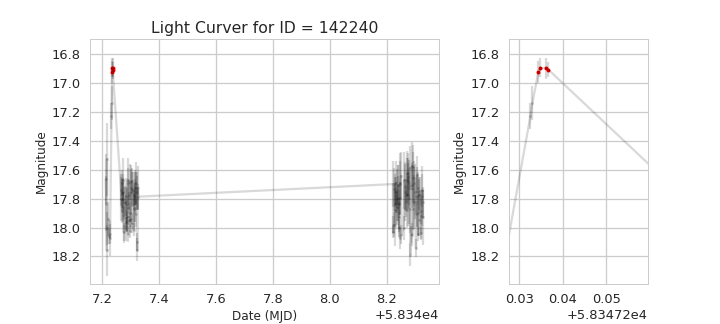 Light Curver for ID = 142240
16.8
17.0
17.2
17.4
17.6
17.8
18.0
18.2
Magnitude
7.2 7.4 7.6 7.8 8.0 8.2
Date (MJD)
+5.834e4
16.8
17.0
17.2
17.4
17.6
17.8
18.0
18.2
Magnitude
0.03 0.04 0.05
+5.83472e4